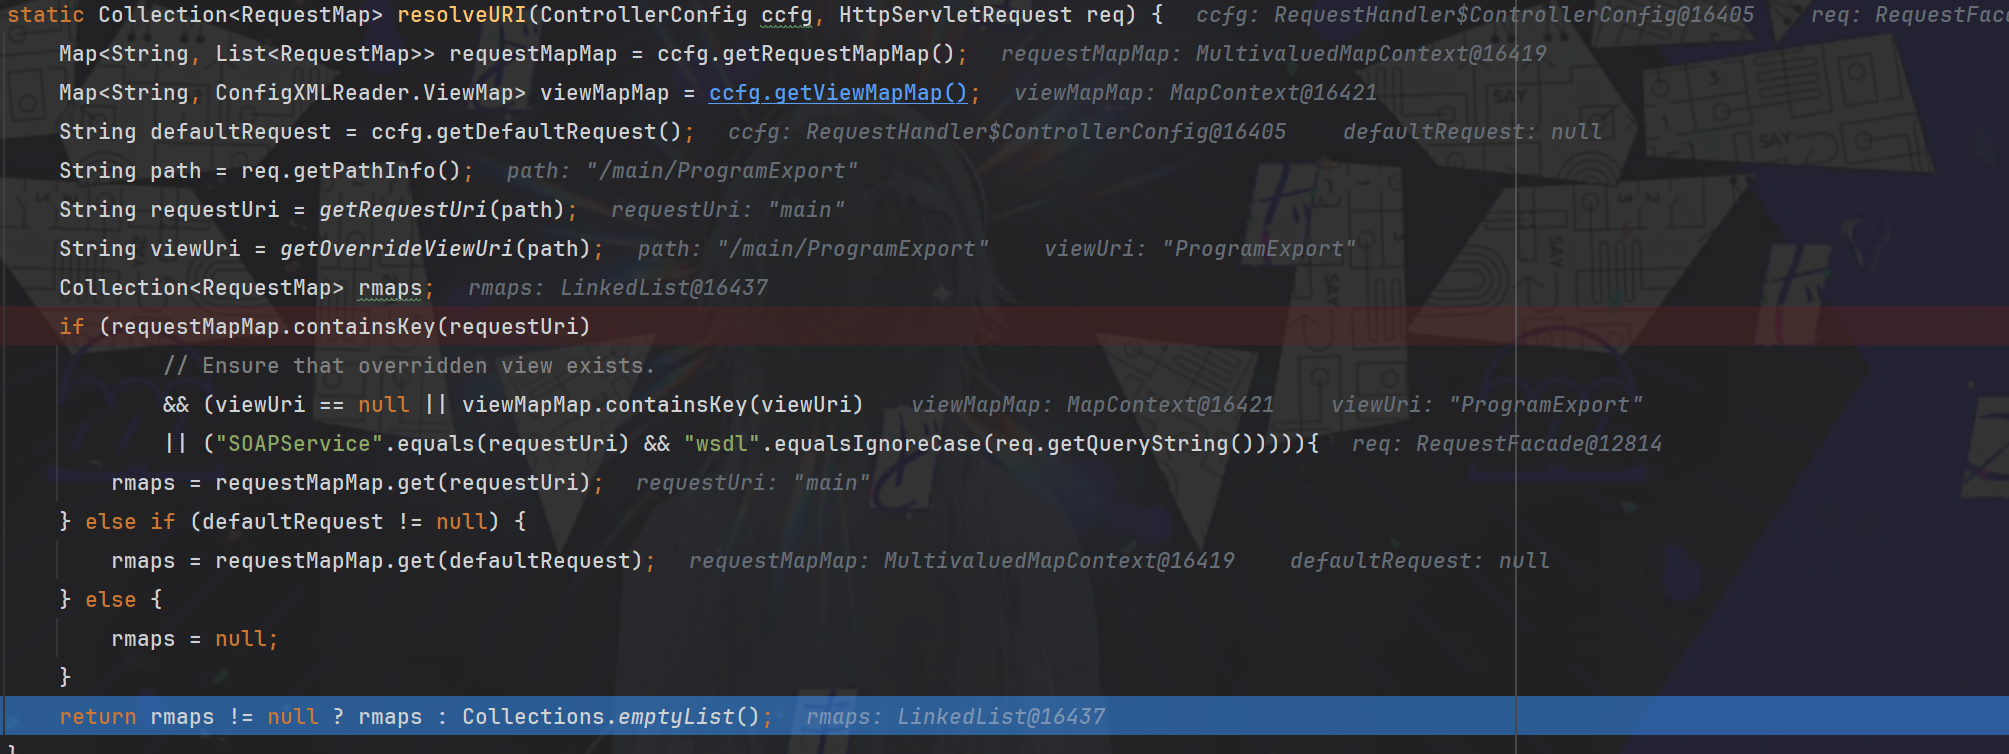 static Collection<RequestMap> resolveURI(ControllerConfig ccfg, HttpServletRequest req) {   ccfg: RequestHandler$ControllerConfig@16405    req: RequestFaca
Map<String, List<RequestMap>> requestMapMap = ccfg.getRequestMapMap();   requestMapMap: MultivaluedMapContext@16419
Map<String, ConfigXMLReader.ViewMap> viewMapMap = ccfg.getViewMapMap();   viewMapMap: MapContext@16421
String defaultRequest = ccfg.getDefaultRequest();   ccfg: RequestHandler$ControllerConfig@16405    defaultRequest: null
String path = req.getPathInfo();   path: "/main/ProgramExport"
String requestUri = getRequestUri(path);   requestUri: "main"
String viewUri = getOverrideViewUri(path);   path: "/main/ProgramExport"    viewUri: "ProgramExport"
Collection<RequestMap> rmaps;   rmaps: LinkedList@16437
if (requestMapMap.containsKey(requestUri)
// Ensure that overridden view exists.
&& (viewUri == null || viewMapMap.containsKey(viewUri)   viewMapMap: MapContext@16421    viewUri: "ProgramExport"
|| ("SOAPService".equals(requestUri) && "wsdl".equalsIgnoreCase(req.getQueryString())))){   req: RequestFacade@12814
rmaps = requestMapMap.get(requestUri);   requestUri: "main"
} else if (defaultRequest != null) {
rmaps = requestMapMap.get(defaultRequest);   requestMapMap: MultivaluedMapContext@16419    defaultRequest: null
} else {
rmaps = null;
}
return rmaps != null ? rmaps : Collections.emptyList();   rmaps: LinkedList@16437
}